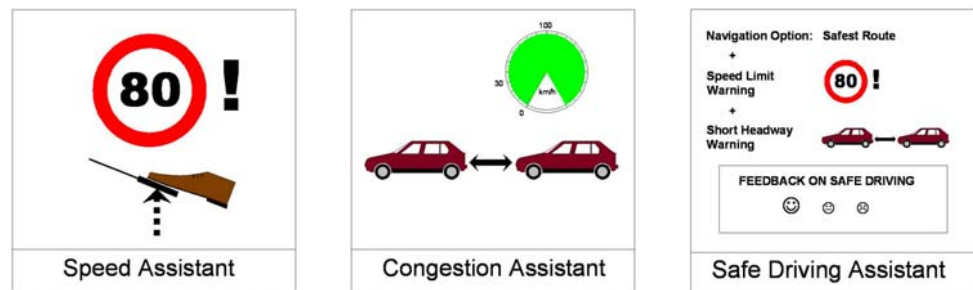 80 !
Speed Assistant
100
30
0
km/h
Congestion Assistant
Navigation Option: Safest Route
+
Speed Limit
Warning
80 !
+
Short Headway
Warning
FEEDBACK ON SAFE DRIVING
Safe Driving Assistant